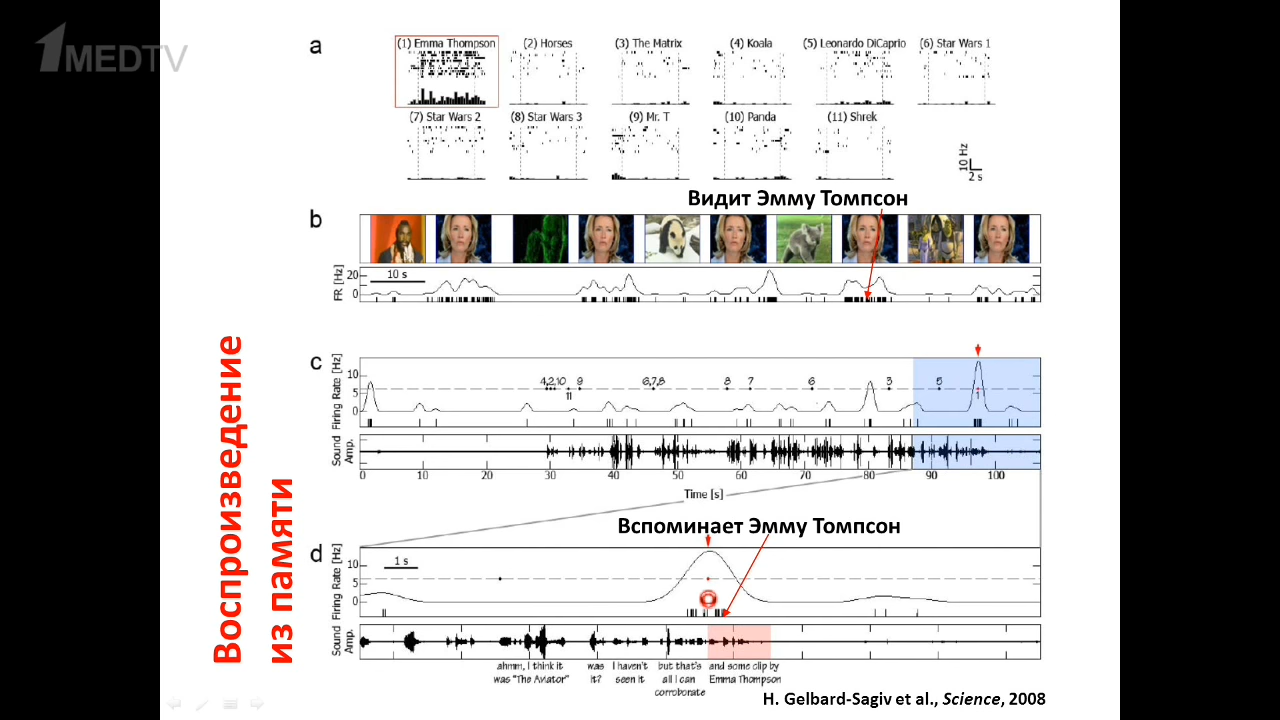 1MEDTV
a
(1) Emma Thompson
(2) Horses
(3) The Matrix
(4) Koala
(5) Leonardo DiCaprio
(6) Star Wars 1
(7) Star Wars 2
(8) Star Wars 3
(9) Mr. T
(10) Panda
(11) Shrek
10 Hz
2 s
Видит Эмму Томпсон
b
FR [Hz]
20
0
10 s
Воспроизведение
из памяти
c
Firing Rate [Hz]
10
5
0
4,2,10
11
9
6,7,8
8
7
6
3
5
1
Sound
Amp.
0 10 20 30 40 50 60 70 80 90 100
Time [s]
Вспоминает Эмму Томпсон
d
Firing Rate [Hz]
10
5
0
1 s
Sound
Amp.
ahmm, I think it
was "The Aviator"
was
it?
I haven't
seen it
but that's
all I can
corroborate
and some clip by
Emma Thompson
H. Gelbard-Sagiv et al., Science, 2008